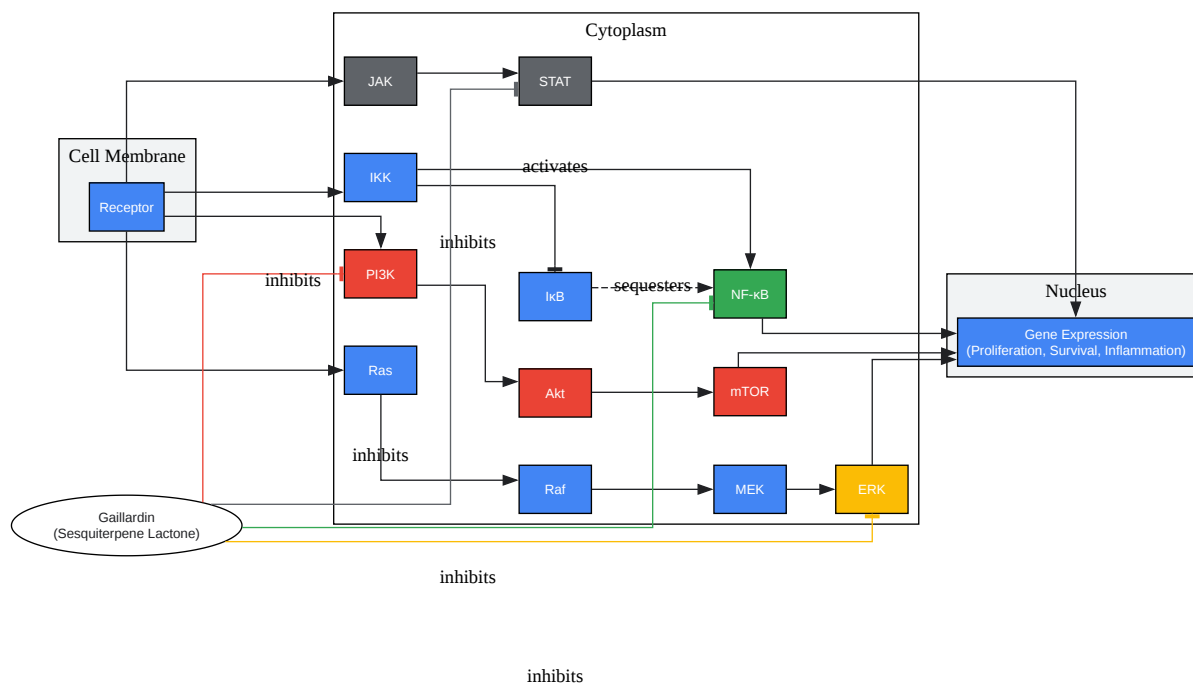 Cytoplasm
JAK
STAT
Cell Membrane
Receptor
IKK
activates
inhibits
PI3K
inhibits
IκB
sequesters
NF-κB
Nucleus
Gene Expression
(Proliferation, Survival, Inflammation)
Ras
Akt
mTOR
inhibits
Raf
MEK
ERK
Gaillardin
(Sesquiterpene Lactone)
inhibits
inhibits